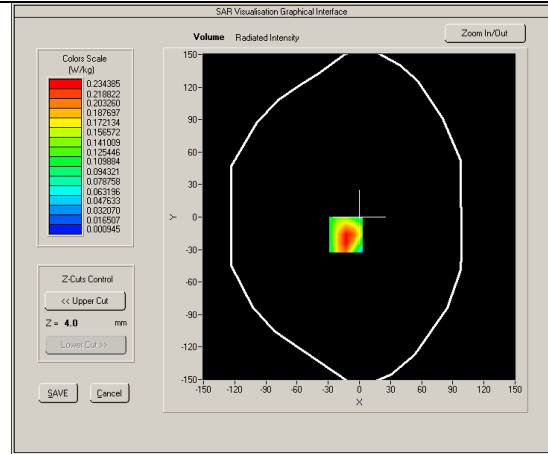 SAR Visualisation Graphical Interface
Volume Radiated Intensity
Zoom In/Out
Colors Scale
(W/kg)
0.234385
0.218822
0.203260
0.187697
0.172134
0.156572
0.141009
0.125446
0.109884
0.094321
0.078758
0.063196
0.047633
0.032070
0.016507
0.000945
Z-Cuts Control
<< Upper Cut
Z = 4.0 mm
Lower Cut >>
SAVE Cancel
150
120
90
60
30
0
-30
-60
-90
-120
-150
Y
-150 -120 -90 -60 -30 0 30 60 90 120 150
X